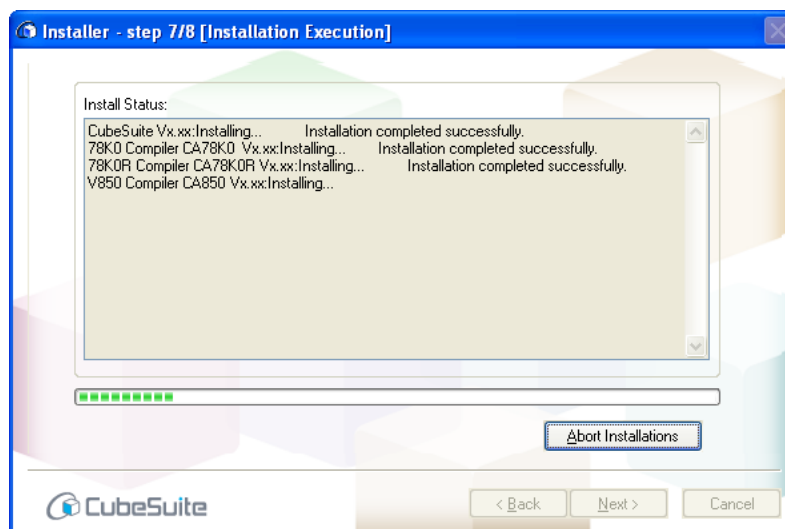 Installer - step 7/8 [Installation Execution]
Install Status:
CubeSuite Vx.xx:Installing... Installation completed successfully.
78K0 Compiler CA78K0 Vx.xx:Installing... Installation completed successfully.
78K0R Compiler CA78K0R Vx.xx:Installing... Installation completed successfully.
V850 Compiler CA850 Vx.xx:Installing...
Abort Installations
CubeSuite < Back Next > Cancel